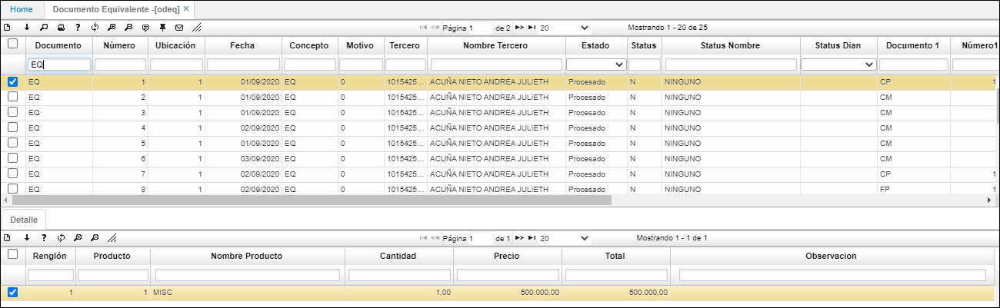 Home Documento Equivalente -[odeq] ×
Página 1 de 2 20 Mostrando 1 - 20 de 25
Documento Número Ubicación Fecha Concepto Motivo Tercero Nombre Tercero Estado Status Status Nombre Status Dian Documento 1 Número1
EQ
EQ 1 1 01/09/2020 EQ 0 1015425... ACUÑA NIETO ANDREA JULIETH Procesado N NINGUNO CP 1
EQ 2 1 01/09/2020 EQ 0 1015425... ACUÑA NIETO ANDREA JULIETH Procesado N NINGUNO CM
EQ 3 1 01/09/2020 EQ 0 1015425... ACUÑA NIETO ANDREA JULIETH Procesado N NINGUNO CM
EQ 4 1 02/09/2020 EQ 0 1015425... ACUÑA NIETO ANDREA JULIETH Procesado N NINGUNO CM
EQ 5 1 01/09/2020 EQ 0 1015425... ACUÑA NIETO ANDREA JULIETH Procesado N NINGUNO CM
EQ 6 1 03/09/2020 EQ 0 1015425... ACUÑA NIETO ANDREA JULIETH Procesado N NINGUNO CM
EQ 7 1 02/09/2020 EQ 0 1015425... ACUÑA NIETO ANDREA JULIETH Procesado N NINGUNO CP 1
EQ 8 1 02/09/2020 EQ 0 1015425... ACUÑA NIETO ANDREA JULIETH Procesado N NINGUNO FP 1
Detalle
Página 1 de 1 20 Mostrando 1 - 1 de 1
Renglón Producto Nombre Producto Cantidad Precio Total Observacion
1 1 MISC 1,00 500.000,00 500.000,00